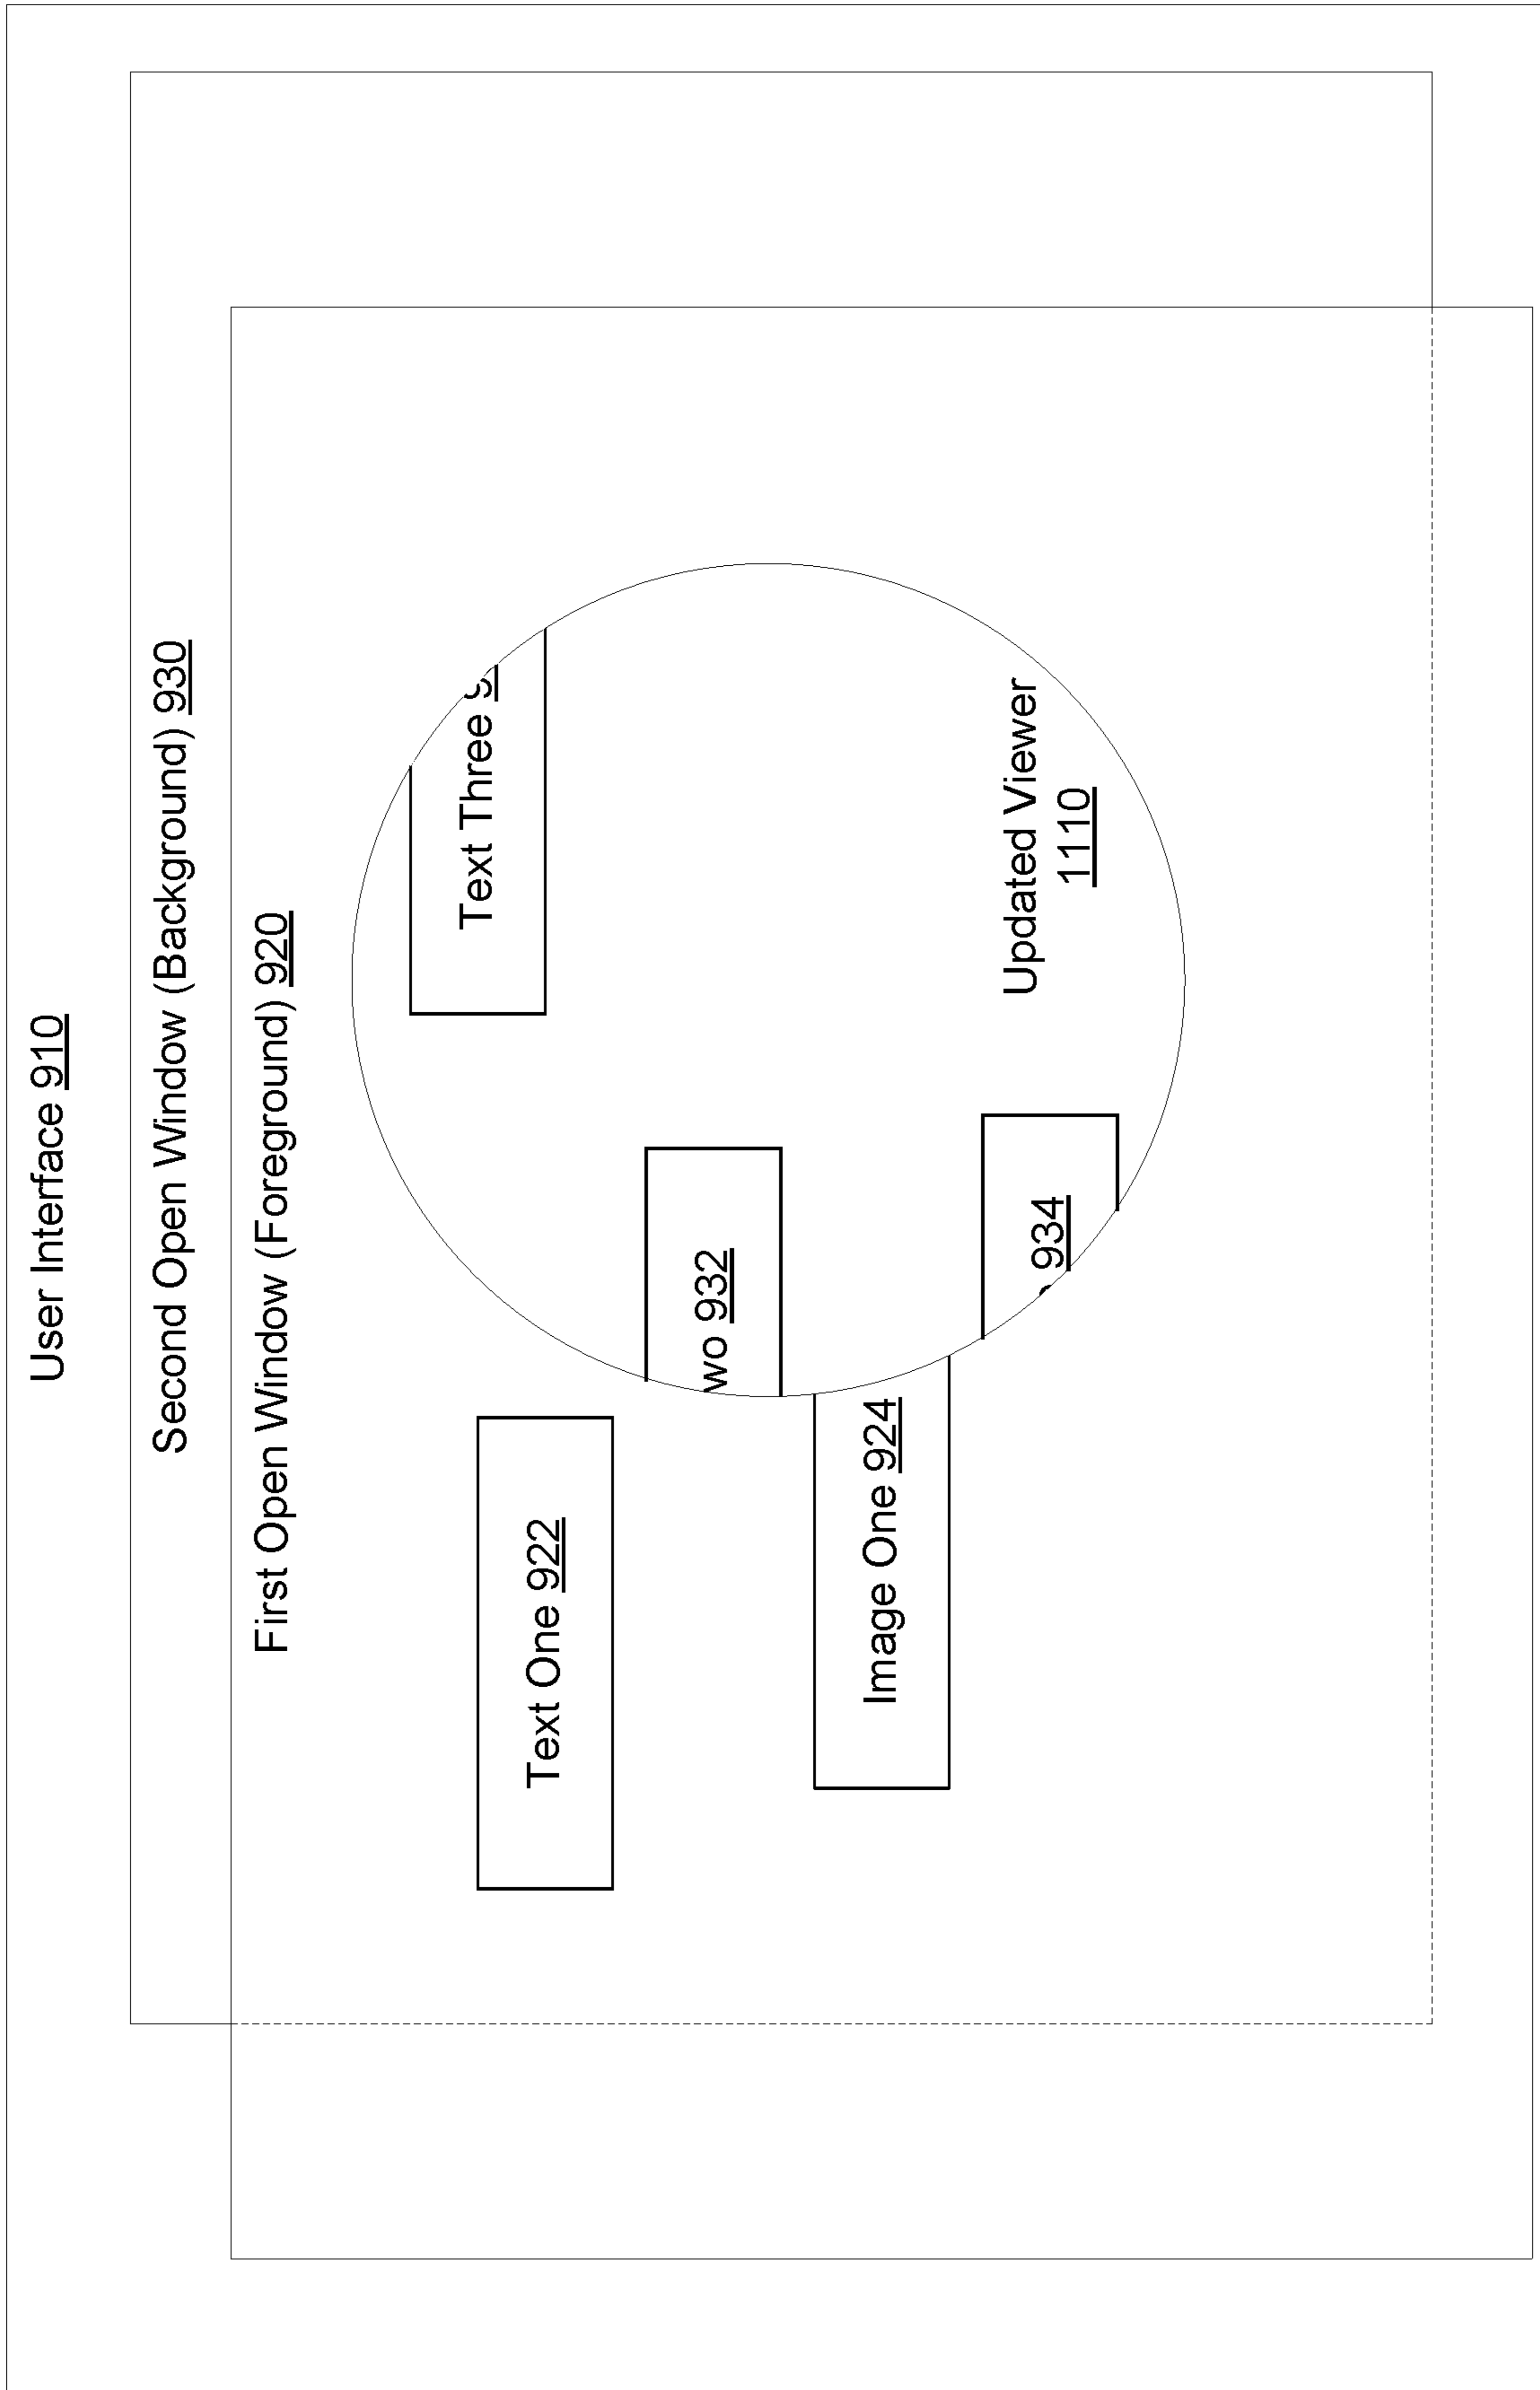 User Interface 910
Second Open Window (Background) 930
First Open Window (Foreground) 920
Text Three
Text One 922
wo 932
Image One 924
Updated Viewer
1110
934